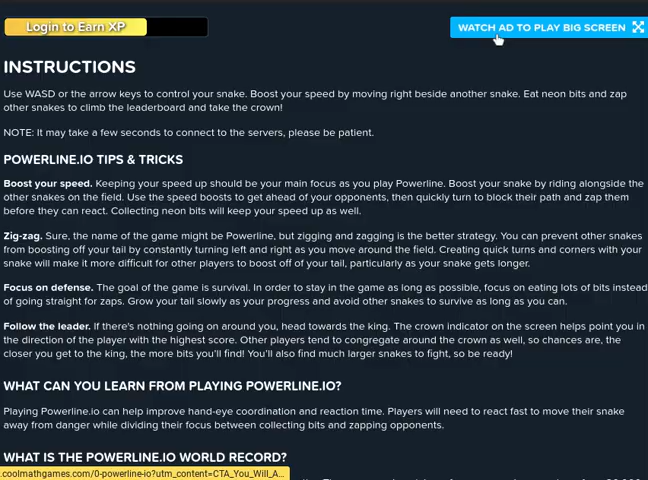 Login to Earn XP
WATCH AD TO PLAY BIG SCREEN
INSTRUCTIONS
Use WASD or the arrow keys to control your snake. Boost your speed by moving right beside another snake. Eat neon bits and zap
other snakes to climb the leaderboard and take the crown!
NOTE: It may take a few seconds to connect to the servers, please be patient.
POWERLINE.IO TIPS & TRICKS
Boost your speed. Keeping your speed up should be your main focus as you play Powerline. Boost your snake by riding alongside the
other snakes on the field. Use the speed boosts to get ahead of your opponents, then quickly turn to block their path and zap them
before they can react. Collecting neon bits will keep your speed up as well.
Zig-zag. Sure, the name of the game might be Powerline, but zigging and zagging is the better strategy. You can prevent other snakes
from boosting off your tail by constantly turning left and right as you move around the field. Creating quick turns and corners with your
snake will make it more difficult for other players to boost off of your tail, particularly as your snake gets longer.
Focus on defense. The goal of the game is survival. In order to stay in the game as long as possible, focus on eating lots of bits instead
of going straight for zaps. Grow your tail slowly as your progress and avoid other snakes to survive as long as you can.
Follow the leader. If there's nothing going on around you, head towards the king. The crown indicator on the screen helps point you in
the direction of the player with the highest score. Other players tend to congregate around the crown as well, so chances are, the
closer you get to the king, the more bits you'll find! You'll also find much larger snakes to fight, so be ready!
WHAT CAN YOU LEARN FROM PLAYING POWERLINE.IO?
Playing Powerline.io can help improve hand-eye coordination and reaction time. Players will need to react fast to move their snake
away from danger while dividing their focus between collecting bits and zapping opponents.
WHAT IS THE POWERLINE.IO WORLD RECORD?
.coolmathgames.com/0-powerline-io?utm_content=CTA_You_Will_A...